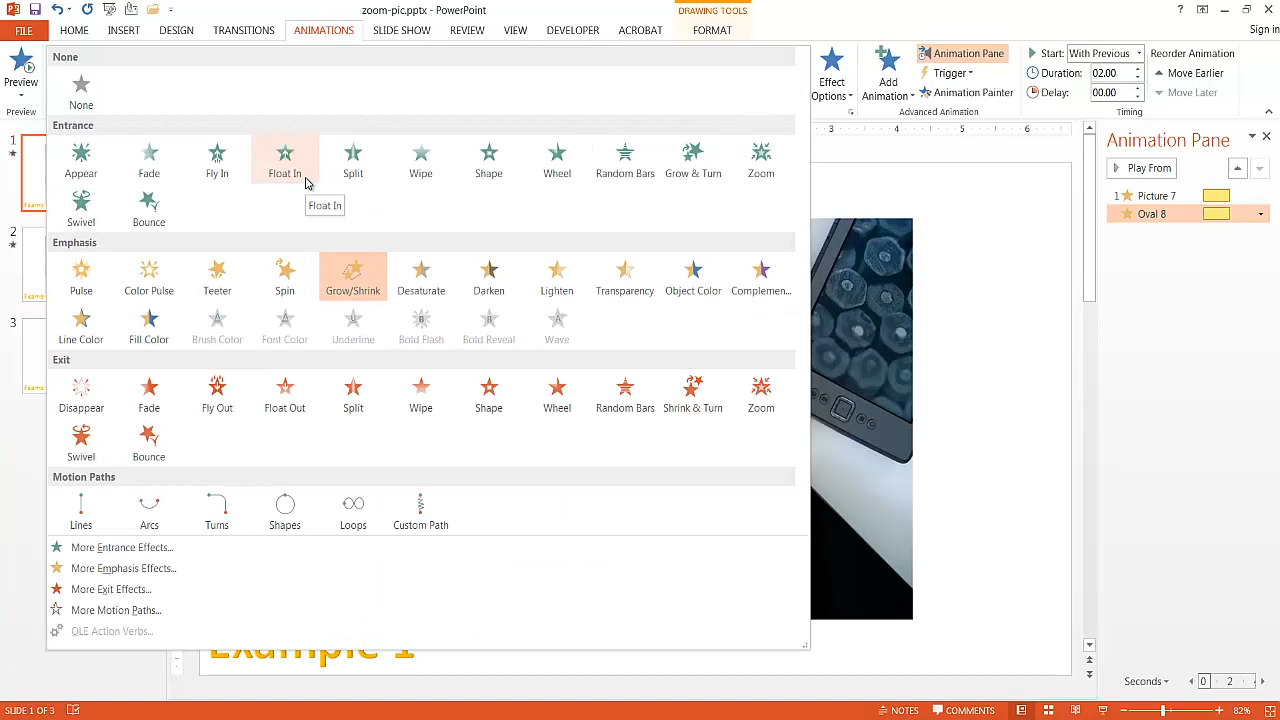 zoom-pic.pptx - PowerPoint
DRAWING TOOLS
Sign in
FILE
HOME
INSERT
DESIGN
TRANSITIONS
ANIMATIONS
SLIDE SHOW
REVIEW
VIEW
DEVELOPER
ACROBAT
FORMAT
Preview
Preview
None
None
Entrance
Appear
Fade
Fly In
Float In
Split
Wipe
Shape
Wheel
Random Bars
Grow & Turn
Zoom
Float In
Swivel
Bounce
Emphasis
Pulse
Color Pulse
Teeter
Spin
Grow/Shrink
Desaturate
Darken
Lighten
Transparency
Object Color
Complemen...
Line Color
Fill Color
Brush Color
Font Color
Underline
Bold Flash
Bold Reveal
Wave
Exit
Disappear
Fade
Fly Out
Float Out
Split
Wipe
Shape
Wheel
Random Bars
Shrink & Turn
Zoom
Swivel
Bounce
Motion Paths
Lines
Arcs
Turns
Shapes
Loops
Custom Path
More Entrance Effects...
More Emphasis Effects...
More Exit Effects...
More Motion Paths...
OLE Action Verbs...
Effect
Options
Add
Animation
Animation Pane
Trigger
Animation Painter
Advanced Animation
Start: With Previous
Duration: 02.00
Delay: 00.00
Reorder Animation
Move Earlier
Move Later
Timing
3 4 5 6
Animation Pane
Play From
1 Picture 7
Oval 8
1
2
3
Example 1
Seconds
0 2
SLIDE 1 OF 3
NOTES
COMMENTS
82%